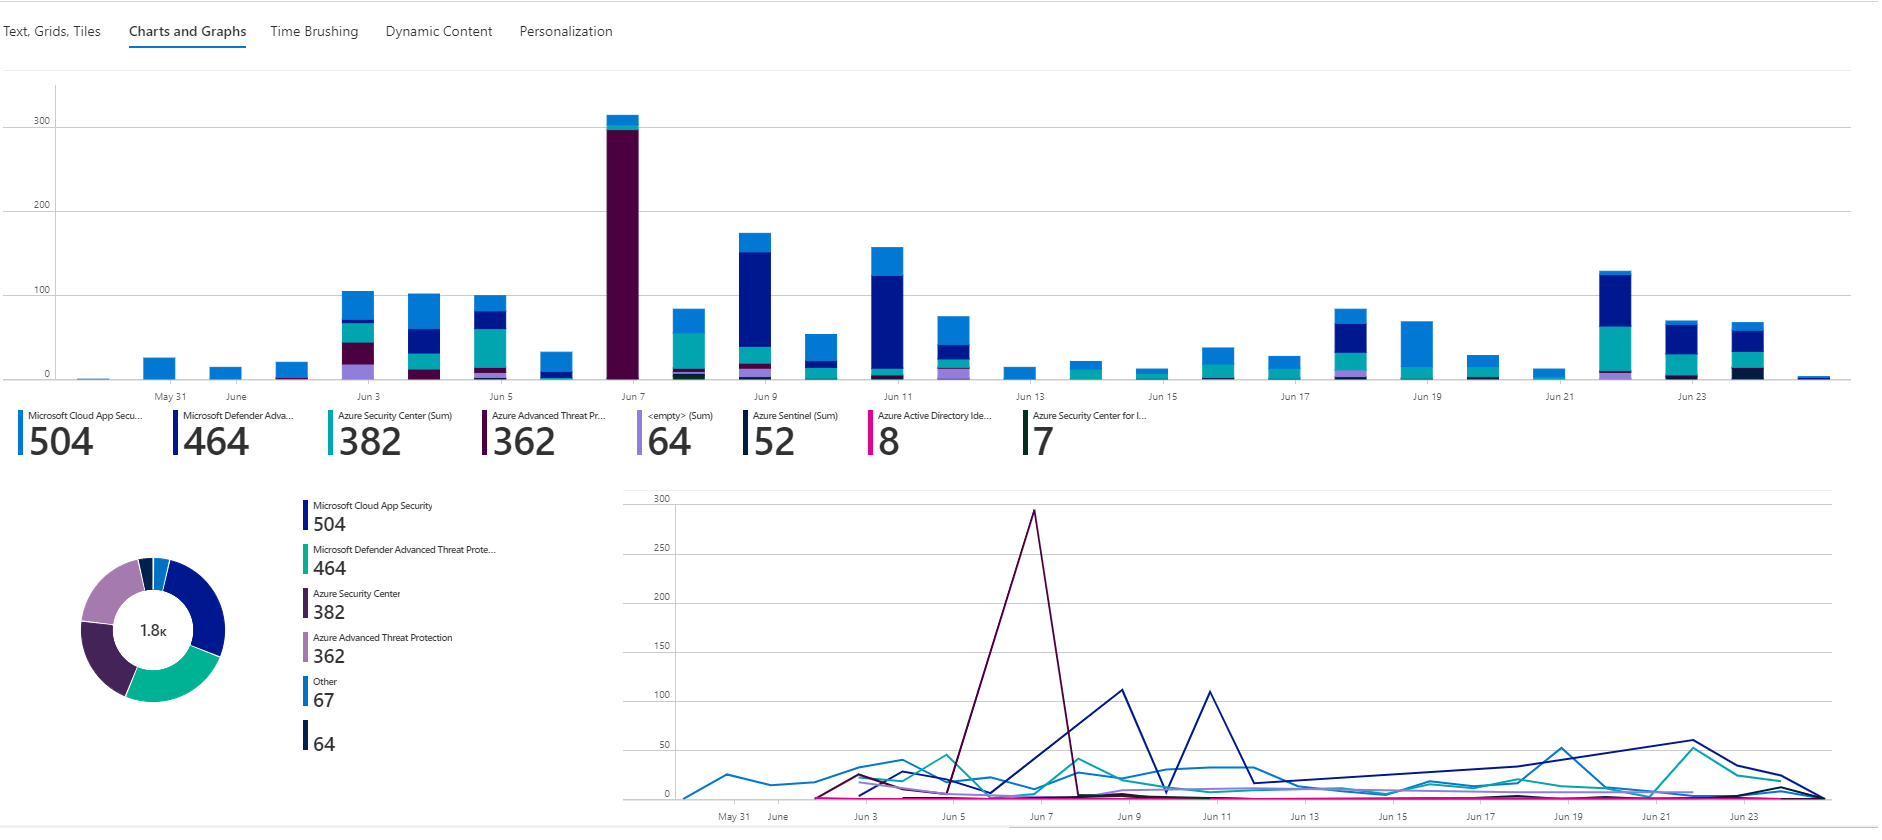 Text, Grids, Tiles Charts and Graphs Time Brushing Dynamic Content Personalization
300
200
100
0
May 31 June Jun 3 Jun 5 Jun 7 Jun 9 Jun 11 Jun 13 Jun 15 Jun 17 Jun 19 Jun 21 Jun 23
Microsoft Cloud App Secu... Microsoft Defender Adva... Azure Security Center (Sum) Azure Advanced Threat Pr... <empty> (Sum) Azure Sentinel (Sum) Azure Active Directory Ide... Azure Security Center for I...
504 464 382 362 64 52 8 7
Microsoft Cloud App Security
504
Microsoft Defender Advanced Threat Prote...
464
Azure Security Center
382
Azure Advanced Threat Protection
362
Other
67
64
1.8K
300
250
200
150
100
50
0
May 31 June Jun 3 Jun 5 Jun 7 Jun 9 Jun 11 Jun 13 Jun 15 Jun 17 Jun 19 Jun 21 Jun 23